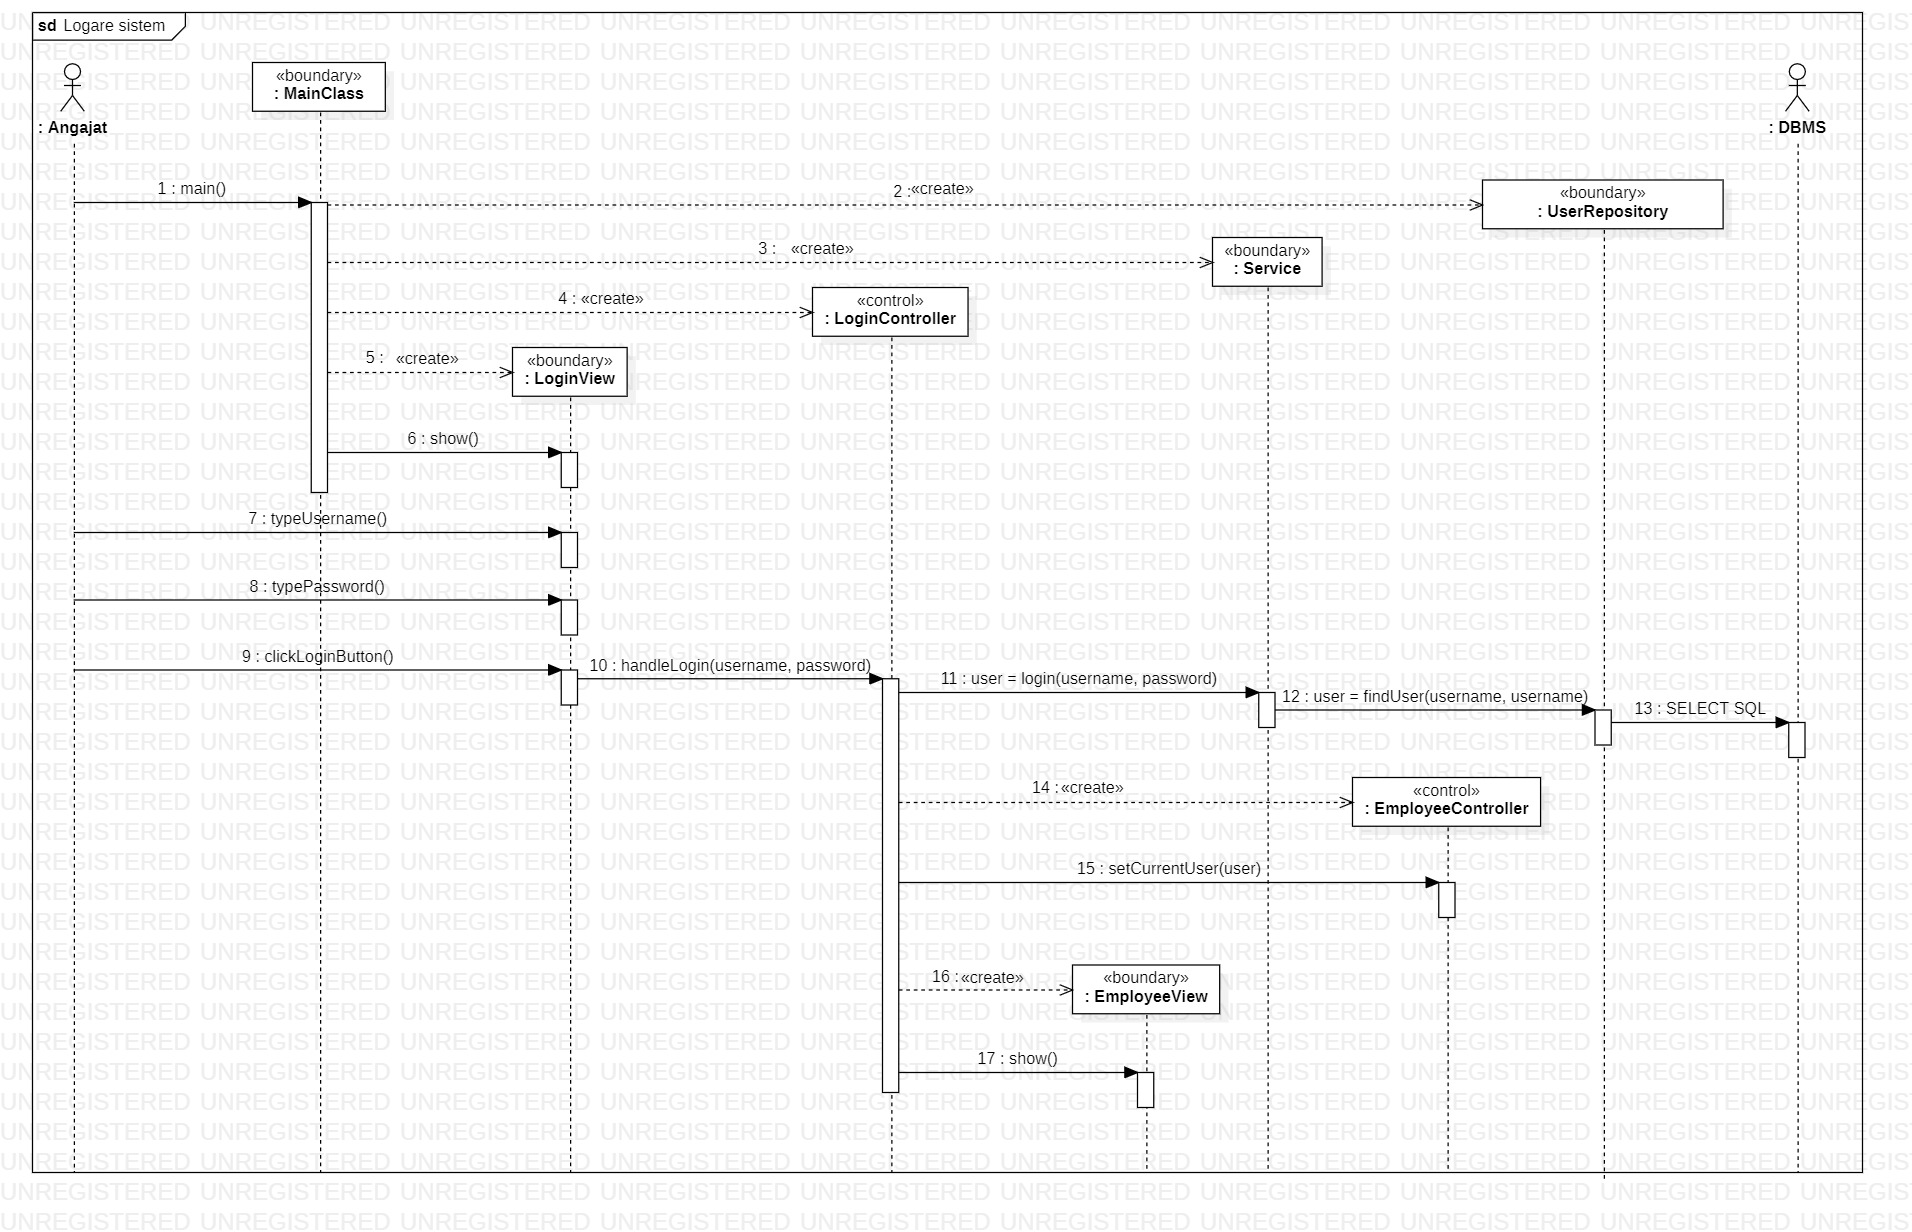 sd Logare sistem
«boundary»
: MainClass
: Angajat
: DBMS
1 : main()
2 : «create»
«boundary»
: UserRepository
3 : «create»
«boundary»
: Service
4 : «create»
«control»
: LoginController
5 : «create»
«boundary»
: LoginView
6 : show()
7 : typeUsername()
8 : typePassword()
9 : clickLoginButton()
10 : handleLogin(username, password)
11 : user = login(username, password)
12 : user = findUser(username, username)
13 : SELECT SQL
14 : «create»
«control»
: EmployeeController
15 : setCurrentUser(user)
16 : «create»
«boundary»
: EmployeeView
17 : show()
UNREGISTERED